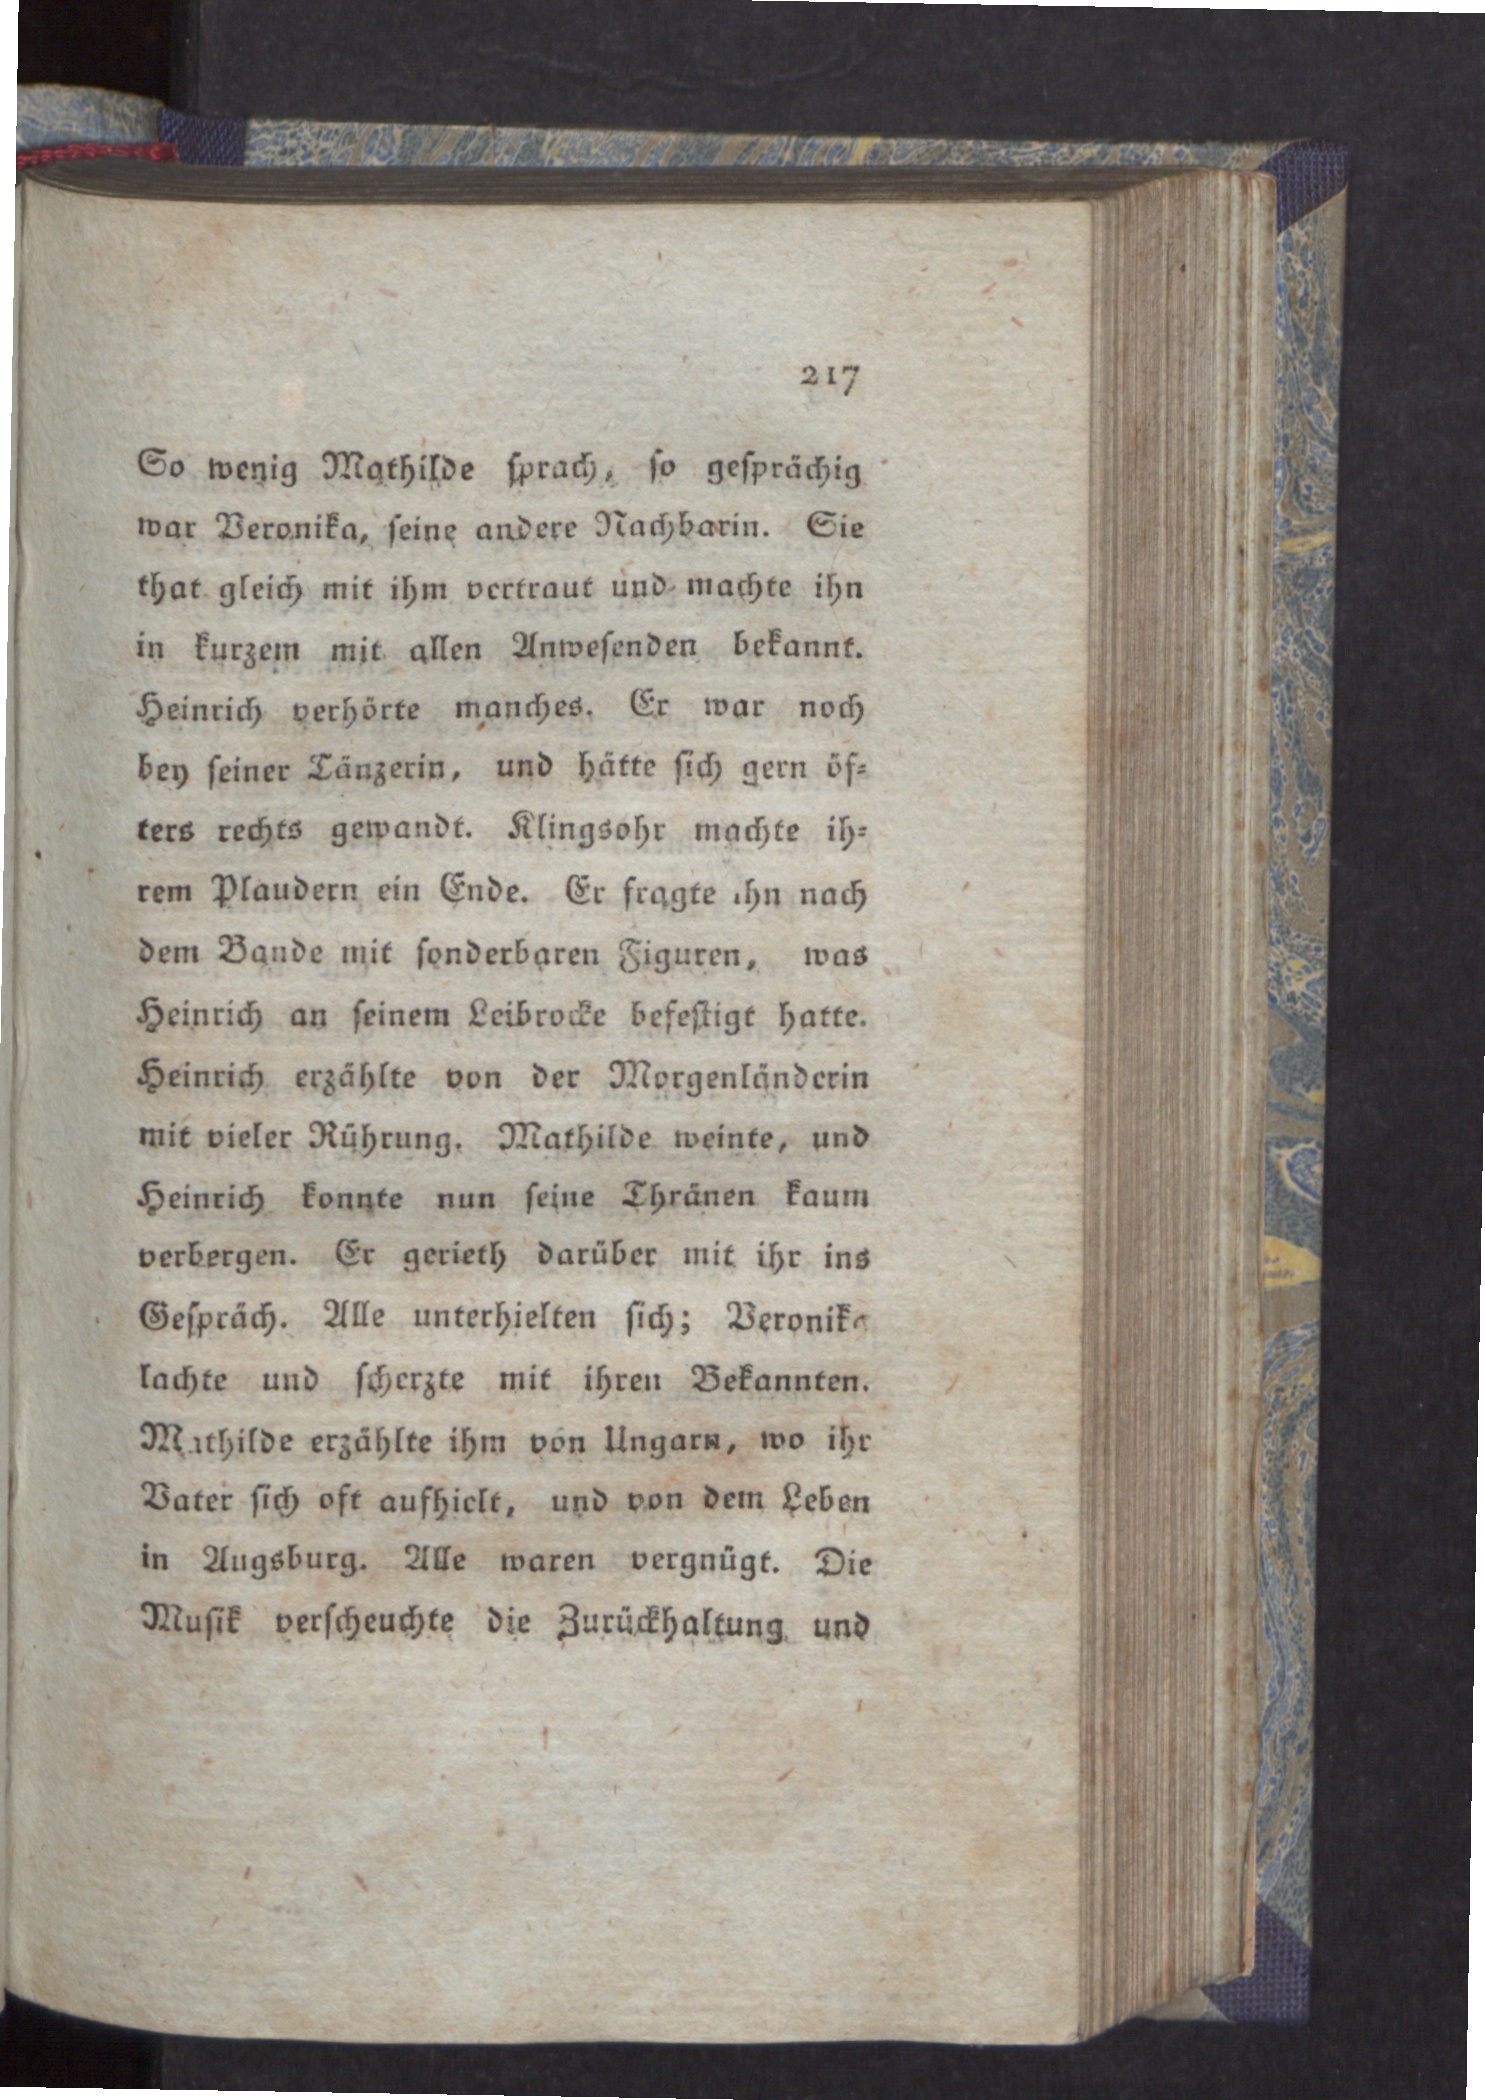 217
So wenig Mathilde sprach, so gesprächig
war Veronika, seine andere Nachbarin. Sie
that gleich mit ihm vertraut und machte ihn
in kurzem mit allen Anwesenden bekannt.
Heinrich verhörte manches. Er war noch
bey seiner Tänzerin, und hätte sich gern öf-
ters rechts gewandt. Klingsohr machte ih-
rem Plaudern ein Ende. Er fragte ihn nach
dem Bande mit sonderbaren Figuren, was
Heinrich an seinem Leibrocke befestigt hatte.
Heinrich erzählte von der Morgenländerin
mit vieler Rührung. Mathilde weinte, und
Heinrich konnte nun seine Thränen kaum
verbergen. Er gerieth darüber mit ihr ins
Gespräch. Alle unterhielten sich; Veronika
lachte und scherzte mit ihren Bekannten.
Mathilde erzählte ihm von Ungarn, wo ihr
Vater sich oft aufhielt, und von dem Leben
in Augsburg. Alle waren vergnügt. Die
Musik verscheuchte die Zurückhaltung und